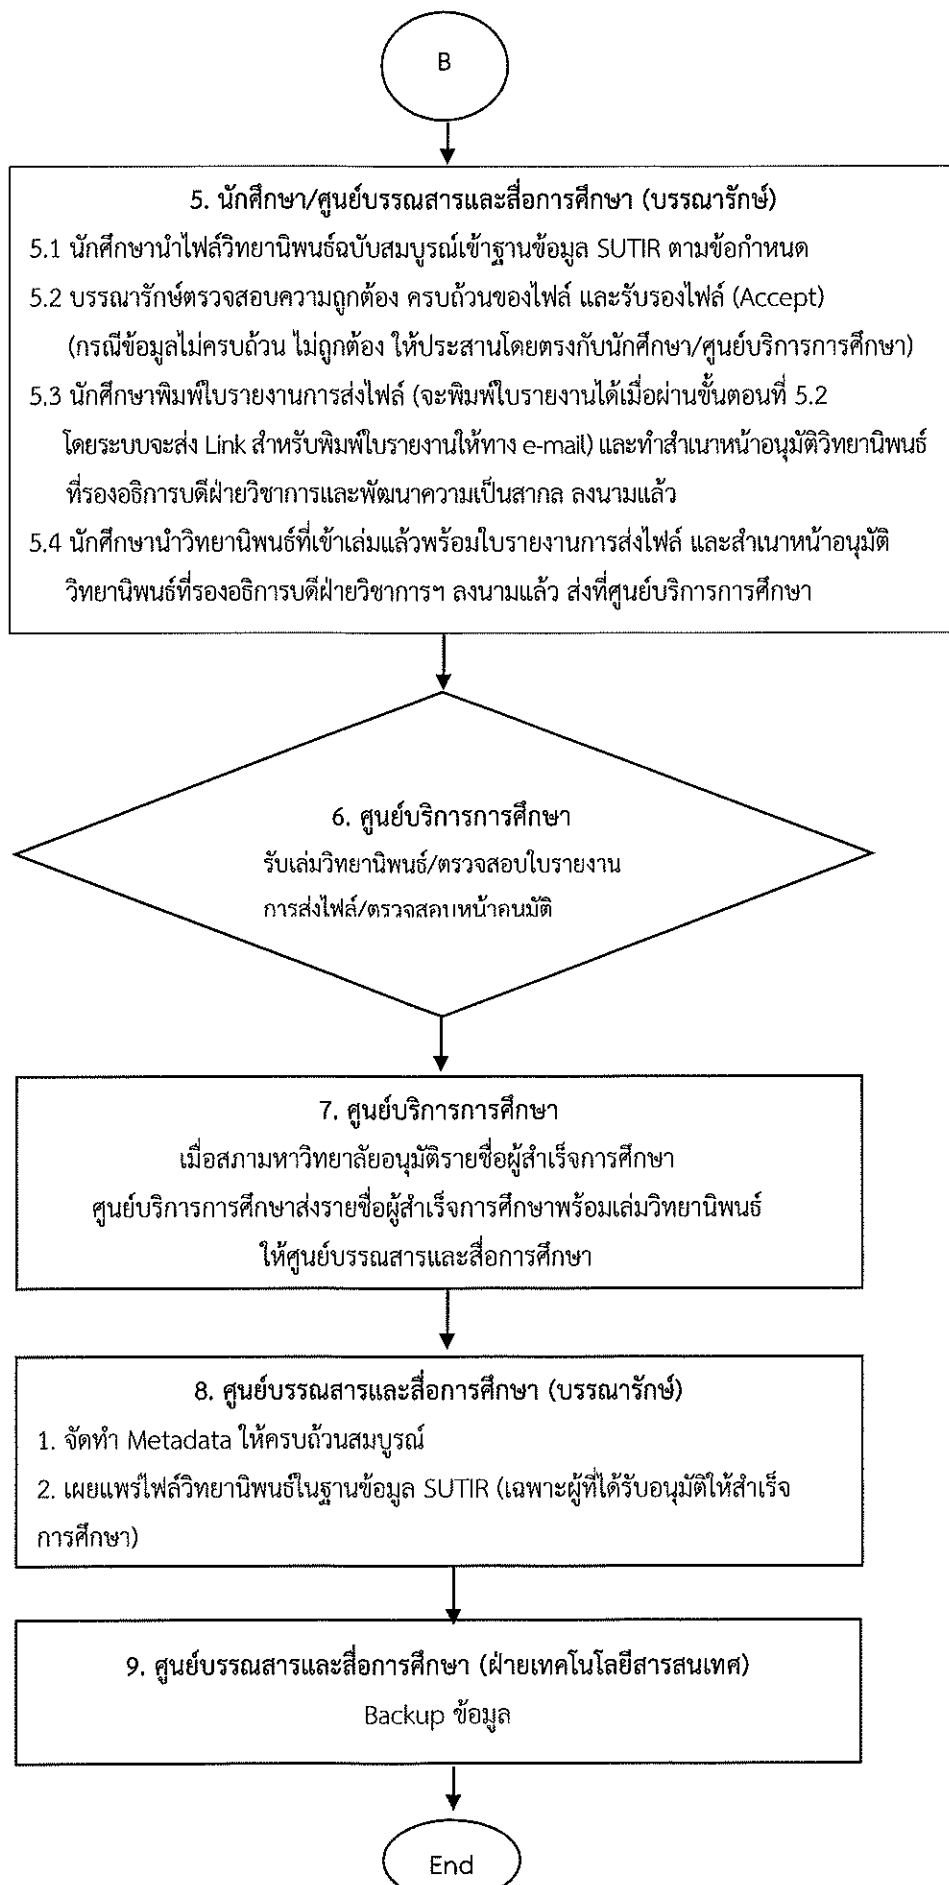 B
5. นักศึกษา/ศูนย์บรรณสารและสื่อการศึกษา (บรรณารักษ์)
5.1 นักศึกษานำไฟล์วิทยานิพนธ์ฉบับสมบูรณ์เข้าฐานข้อมูล SUTIR ตามข้อกำหนด
5.2 บรรณารักษ์ตรวจสอบความถูกต้อง ครบถ้วนของไฟล์ และรับรองไฟล์ (Accept)
(กรณีข้อมูลไม่ครบถ้วน ไม่ถูกต้อง ให้ประสานโดยตรงกับนักศึกษา/ศูนย์บริการการศึกษา)
5.3 นักศึกษาพิมพ์ใบรายงานการส่งไฟล์ (จะพิมพ์ใบรายงานได้เมื่อผ่านขั้นตอนที่ 5.2
โดยระบบจะส่ง Link สำหรับพิมพ์ใบรายงานให้ทาง e-mail) และทำสำเนาหน้าอนุมัติวิทยานิพนธ์
ที่รองอธิการบดีฝ่ายวิชาการและพัฒนาความเป็นสากล ลงนามแล้ว
5.4 นักศึกษานำวิทยานิพนธ์ที่เข้าเล่มแล้วพร้อมใบรายงานการส่งไฟล์ และสำเนาหน้าอนุมัติ
วิทยานิพนธ์ที่รองอธิการบดีฝ่ายวิชาการฯ ลงนามแล้ว ส่งที่ศูนย์บริการการศึกษา
6. ศูนย์บริการการศึกษา
รับเล่มวิทยานิพนธ์/ตรวจสอบใบรายงาน
การส่งไฟล์/ตรวจสอบหน้าอนุมัติ
7. ศูนย์บริการการศึกษา
เมื่อสภามหาวิทยาลัยอนุมัติรายชื่อผู้สำเร็จการศึกษา
ศูนย์บริการการศึกษาส่งรายชื่อผู้สำเร็จการศึกษาพร้อมเล่มวิทยานิพนธ์
ให้ศูนย์บรรณสารและสื่อการศึกษา
8. ศูนย์บรรณสารและสื่อการศึกษา (บรรณารักษ์)
1. จัดทำ Metadata ให้ครบถ้วนสมบูรณ์
2. เผยแพร่ไฟล์วิทยานิพนธ์ในฐานข้อมูล SUTIR (เฉพาะผู้ที่ได้รับอนุมัติให้สำเร็จ
การศึกษา)
9. ศูนย์บรรณสารและสื่อการศึกษา (ฝ่ายเทคโนโลยีสารสนเทศ)
Backup ข้อมูล
End